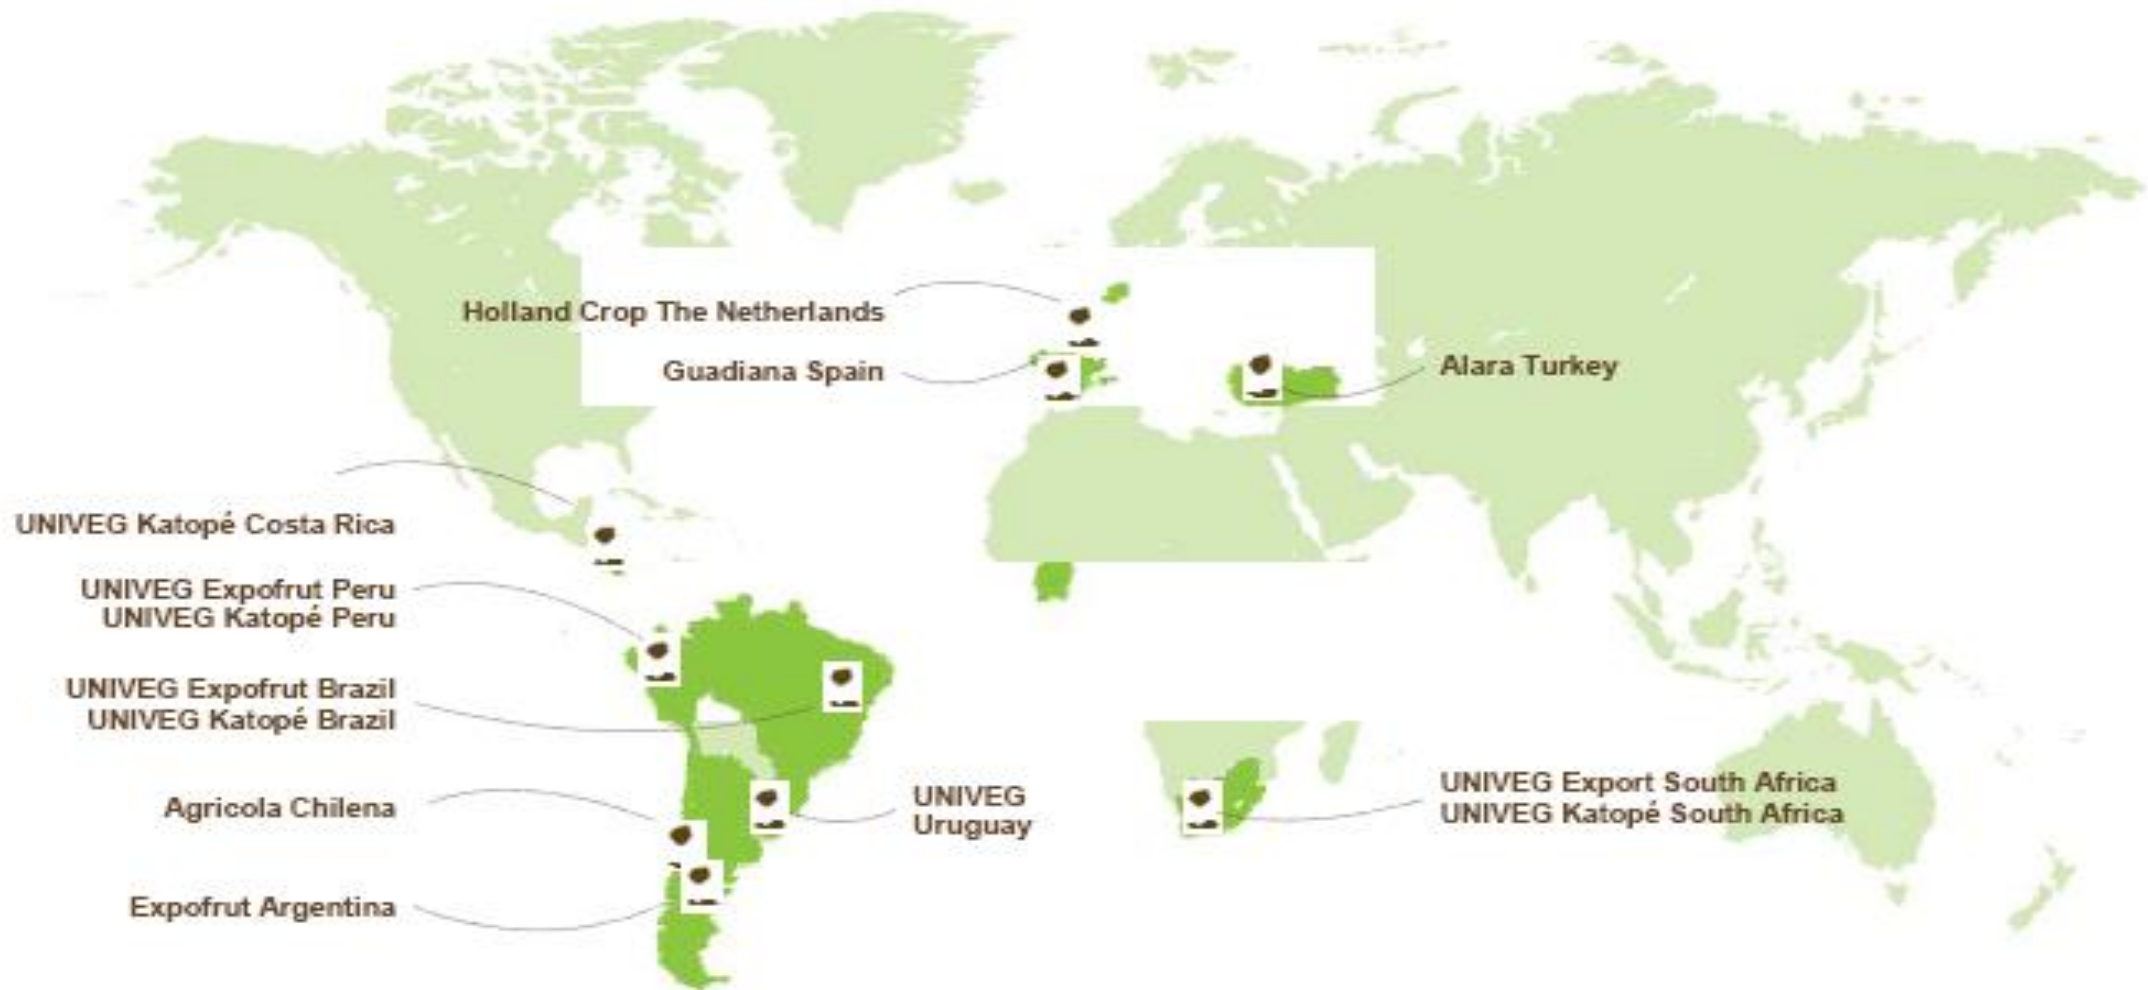 Holland Crop The Netherlands
Guadiana Spain
Alara Turkey
UNIVEG Katopé Costa Rica
UNIVEG Expofrut Peru
UNIVEG Katopé Peru
UNIVEG Expofrut Brazil
UNIVEG Katopé Brazil
Agricola Chilena
UNIVEG
Uruguay
UNIVEG Export South Africa
UNIVEG Katopé South Africa
Expofrut Argentina